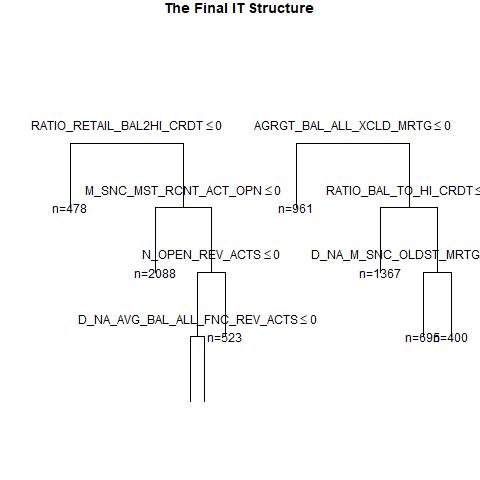 The Final IT Structure
RATIO_RETAIL_BAL2HI_CRDT ≤ 0
AGRGT_BAL_ALL_XCLD_MRTG ≤ 0
M_SNC_MST_RCNT_ACT_OPN ≤ 0
RATIO_BAL_TO_HI_CRDT ≤
n=478
n=961
N_OPEN_REV_ACTS ≤ 0
D_NA_M_SNC_OLDST_MRTG
n=2088
n=1367
D_NA_AVG_BAL_ALL_FNC_REV_ACTS ≤ 0
n=523
n=695
n=400